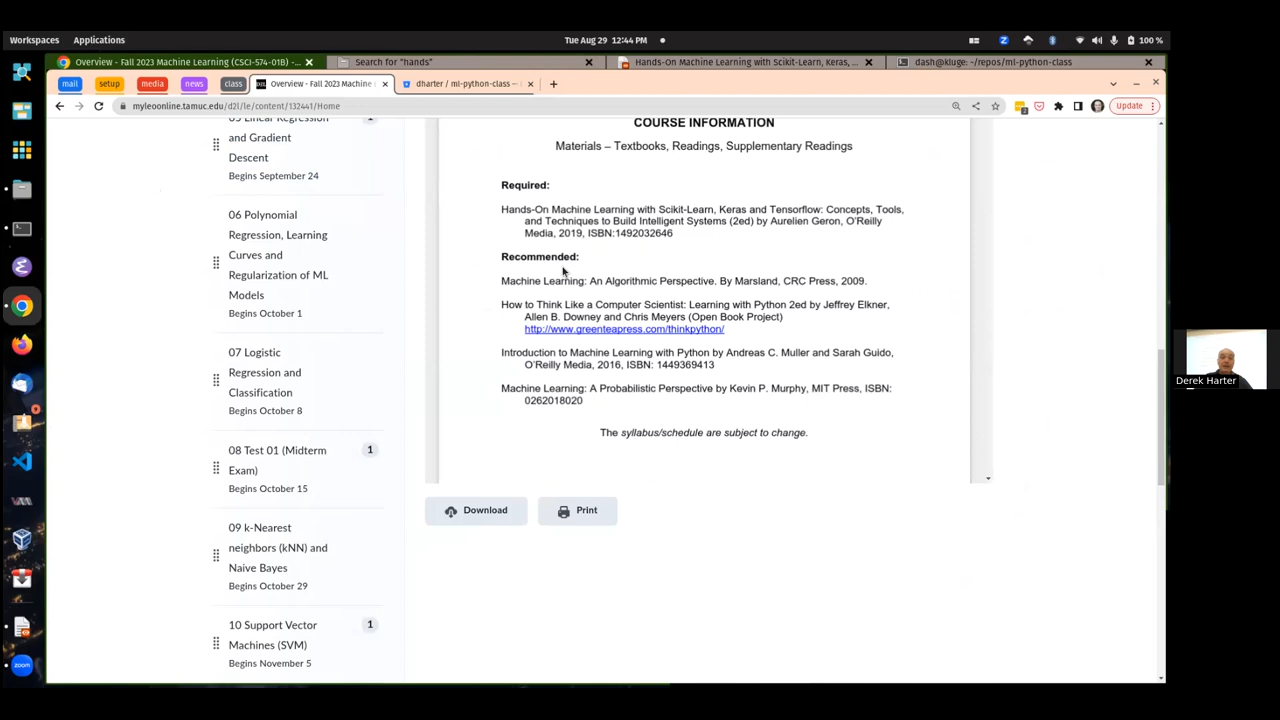 Workspaces Applications Tue Aug 29 12:44 PM 100 %
Overview - Fall 2023 Machine Learning (CSCI-574-01B) -... Search for "hands" Hands-On Machine Learning with Scikit-Learn, Keras, ... dash@kluge: ~/repos/ml-python-class
mail setup media news class Overview - Fall 2023 Machine dharter / ml-python-class —
myleoonline.tamuc.edu/d2l/le/content/132441/Home Update
05 Linear Regression 1
and Gradient
Descent
Begins September 24
06 Polynomial
Regression, Learning
Curves and
Regularization of ML
Models
Begins October 1
07 Logistic
Regression and
Classification
Begins October 8
08 Test 01 (Midterm 1
Exam)
Begins October 15
09 k-Nearest
neighbors (kNN) and
Naive Bayes
Begins October 29
10 Support Vector 1
Machines (SVM)
Begins November 5
COURSE INFORMATION
Materials – Textbooks, Readings, Supplementary Readings
Required:
Hands-On Machine Learning with Scikit-Learn, Keras and Tensorflow: Concepts, Tools,
and Techniques to Build Intelligent Systems (2ed) by Aurelien Geron, O'Reilly
Media, 2019, ISBN:1492032646
Recommended:
Machine Learning: An Algorithmic Perspective. By Marsland, CRC Press, 2009.
How to Think Like a Computer Scientist: Learning with Python 2ed by Jeffrey Elkner,
Allen B. Downey and Chris Meyers (Open Book Project)
http://www.greenteapress.com/thinkpython/
Introduction to Machine Learning with Python by Andreas C. Muller and Sarah Guido,
O'Reilly Media, 2016, ISBN: 1449369413
Machine Learning: A Probabilistic Perspective by Kevin P. Murphy, MIT Press, ISBN:
0262018020
The syllabus/schedule are subject to change.
Download Print
Derek Harter
zoom